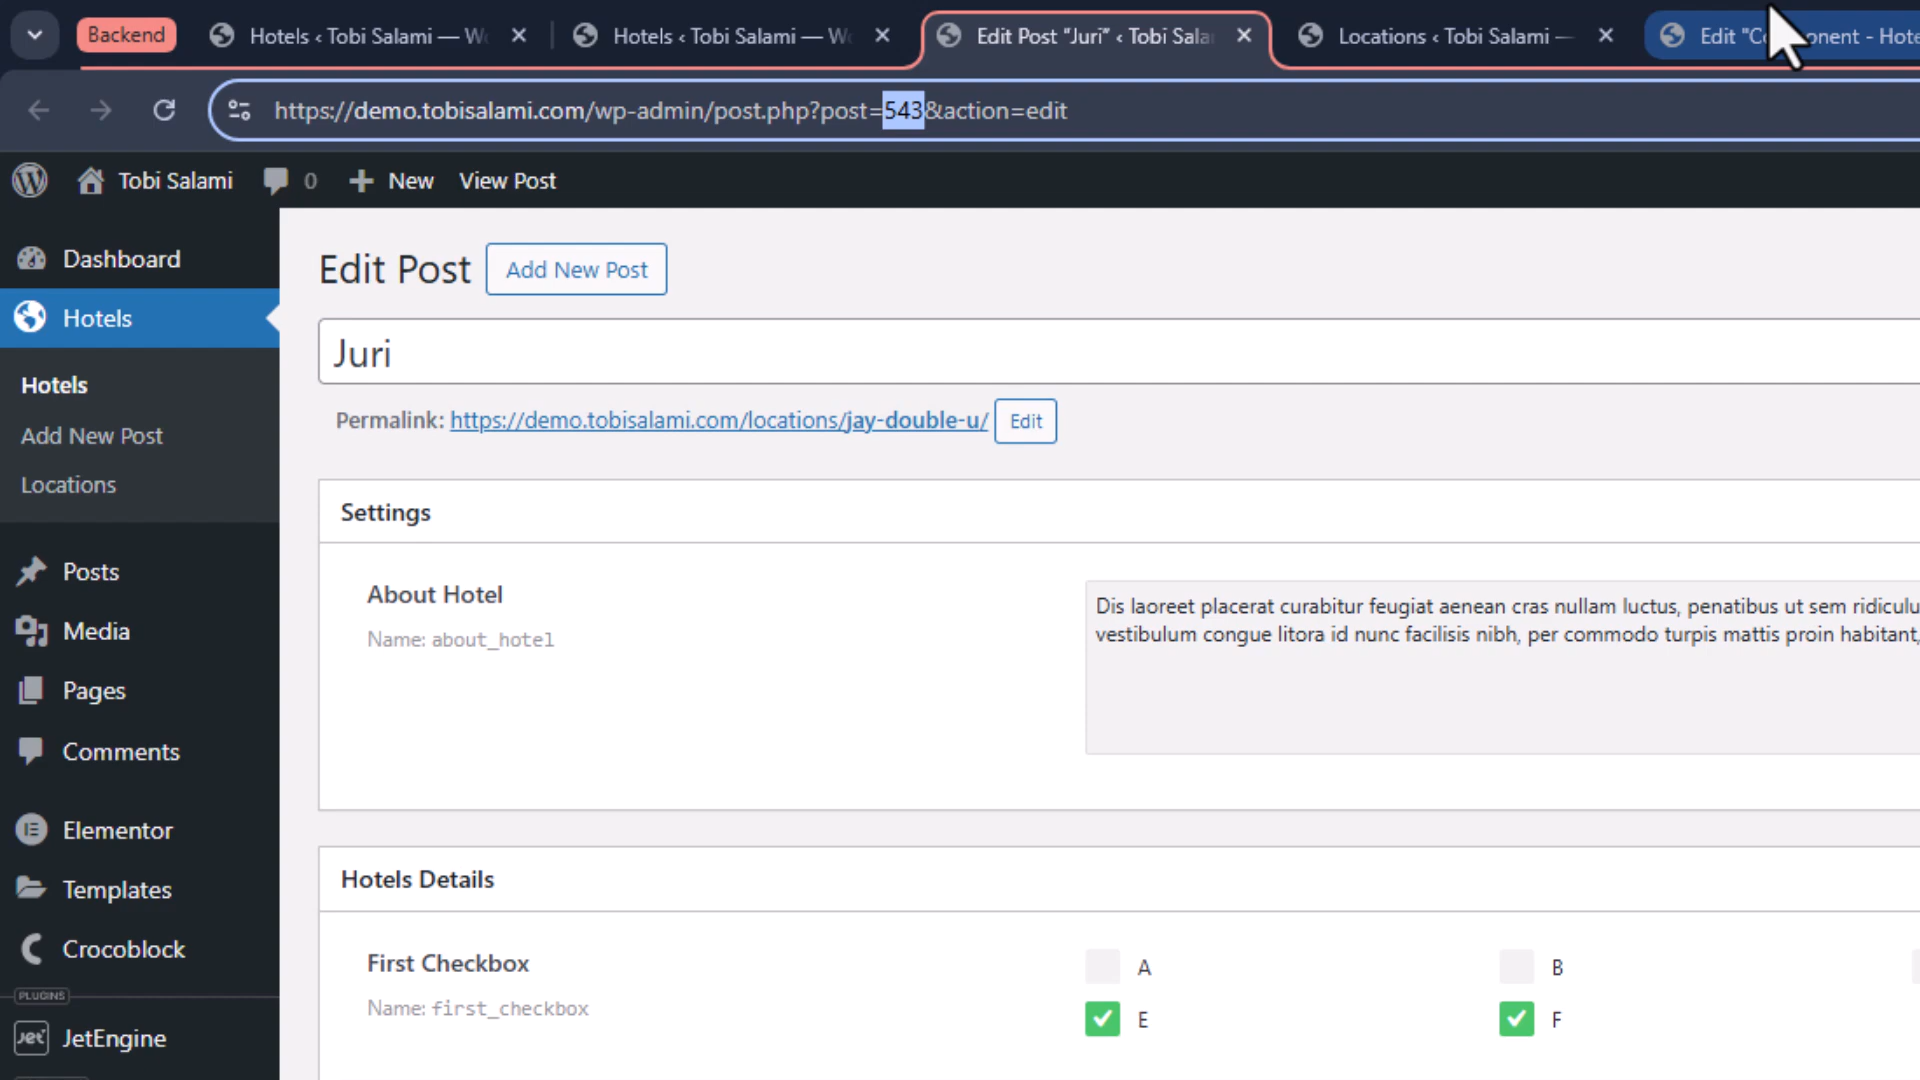 Backend
Hotels ‹ Tobi Salami — W
Hotels ‹ Tobi Salami — W
Edit Post “Juri” ‹ Tobi Sala
Locations ‹ Tobi Salami —
Edit "Co ponent - Hote
https://demo.tobisalami.com/wp-admin/post.php?post=543&action=edit
Tobi Salami
0
New
View Post
Dashboard
Hotels
Hotels
Add New Post
Locations
Posts
Media
Pages
Comments
Elementor
Templates
Crocoblock
PLUGINS
Jet
JetEngine
Edit Post
Add New Post
Juri
Permalink: https://demo.tobisalami.com/locations/jay-double-u/
Edit
Settings
About Hotel
Name: about_hotel
Dis laoreet placerat curabitur feugiat aenean cras nullam luctus, penatibus ut sem ridiculu
vestibulum congue litora id nunc facilisis nibh, per commodo turpis mattis proin habitant,
Hotels Details
First Checkbox
Name: first_checkbox
A
B
E
F